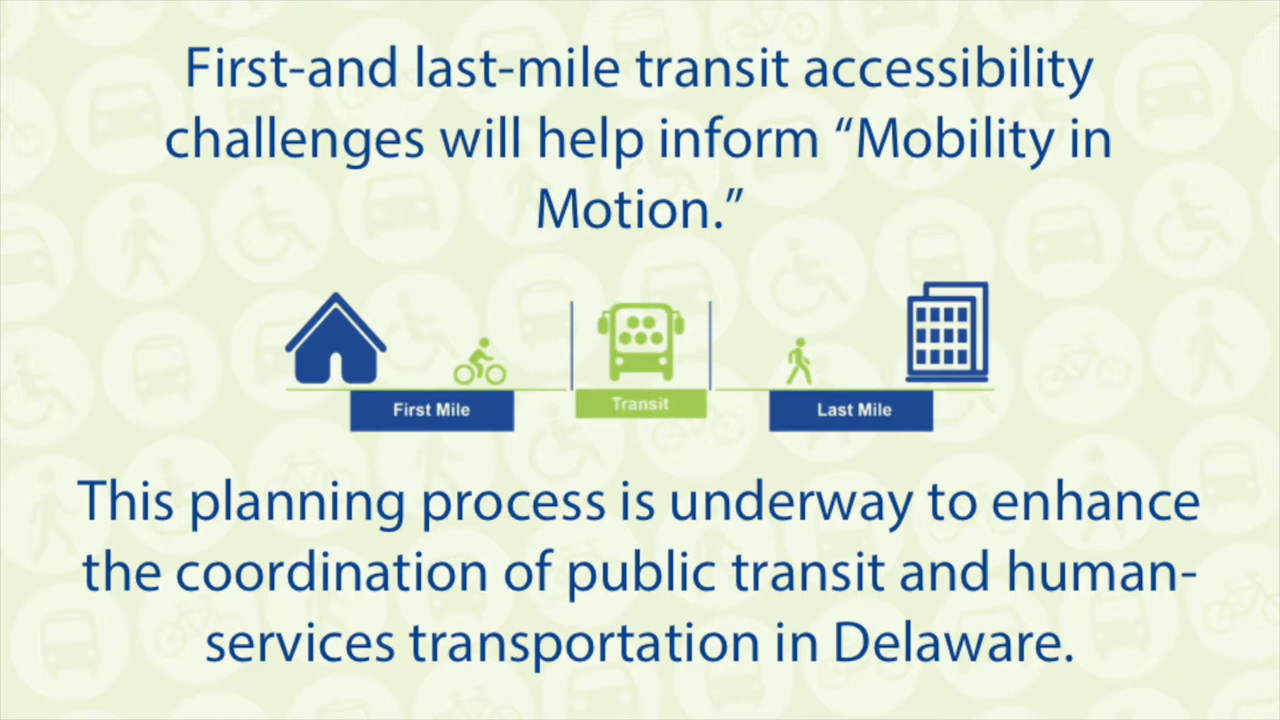 First-and last-mile transit accessibility
challenges will help inform “Mobility in
Motion.”
First Mile
Transit
Last Mile
This planning process is underway to enhance
the coordination of public transit and human-
services transportation in Delaware.